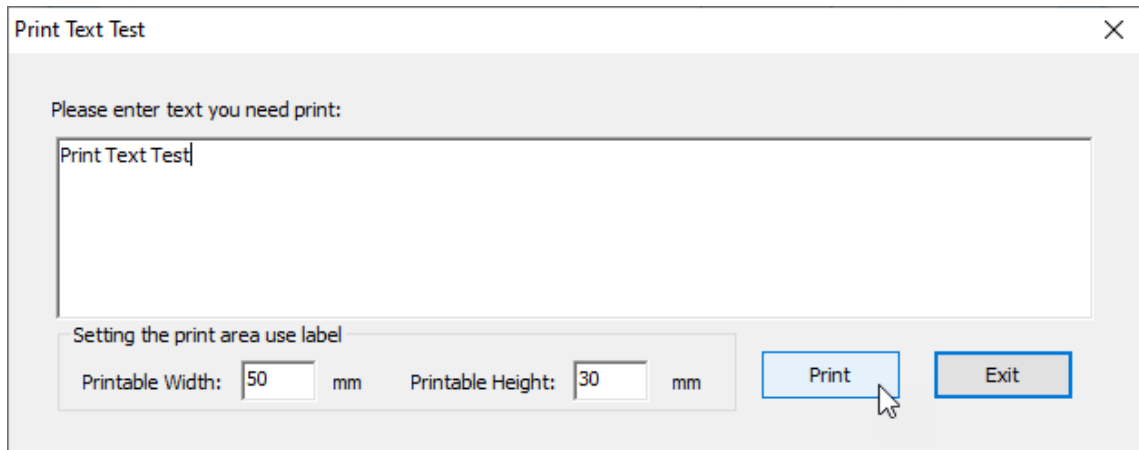 Print Text Test
Please enter text you need print:
Print Text Test
Setting the print area use label
Printable Width: 50 mm Printable Height: 30 mm Print Exit